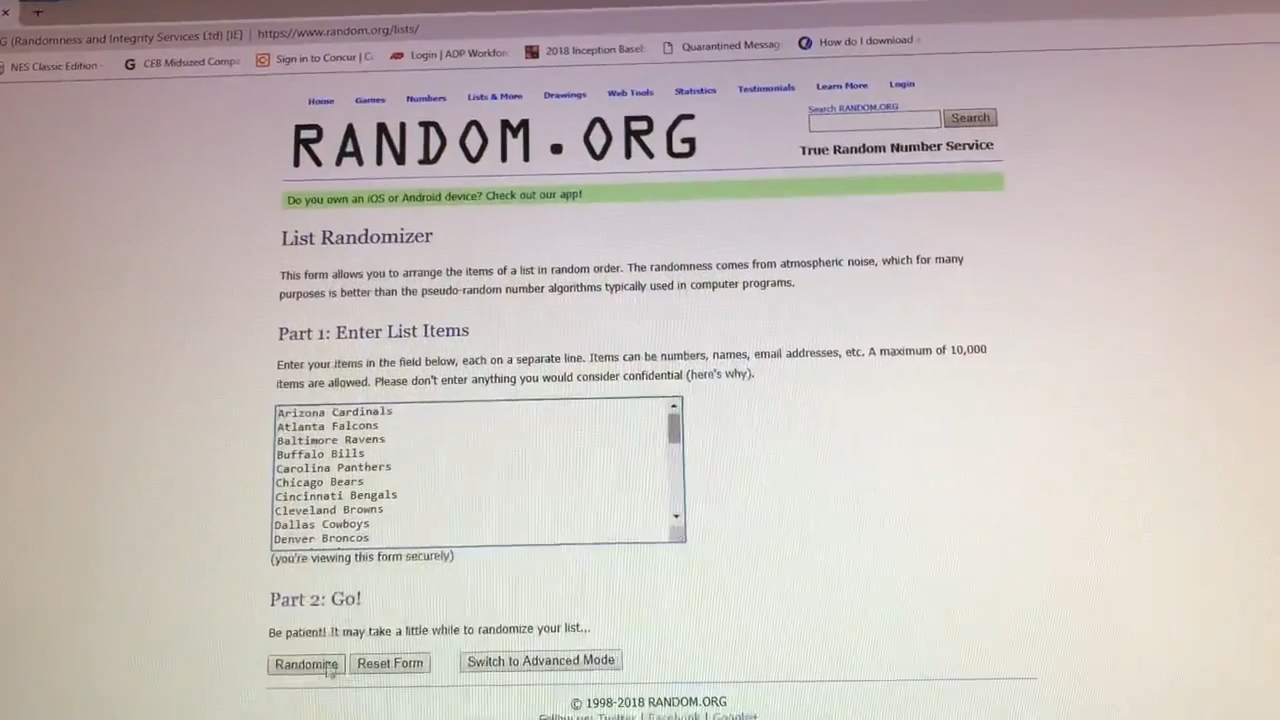 G (Randomness and Integrity Services Ltd) [IE] | https://www.random.org/lists/
NES Classic Edition
CEB Midsized Compa
Sign in to Concur | C
Login | ADP Workfor
2018 Inception Basel
Quarantined Messag
How do I download
Home Games Numbers Lists & More Drawings Web Tools Statistics Testimonials Learn More Login
RANDOM.ORG
Search RANDOM.ORG
Search
True Random Number Service
Do you own an iOS or Android device? Check out our app!
List Randomizer
This form allows you to arrange the items of a list in random order. The randomness comes from atmospheric noise, which for many
purposes is better than the pseudo-random number algorithms typically used in computer programs.
Part 1: Enter List Items
Enter your items in the field below, each on a separate line. Items can be numbers, names, email addresses, etc. A maximum of 10,000
items are allowed. Please don't enter anything you would consider confidential (here's why).
Arizona Cardinals
Atlanta Falcons
Baltimore Ravens
Buffalo Bills
Carolina Panthers
Chicago Bears
Cincinnati Bengals
Cleveland Browns
Dallas Cowboys
Denver Broncos
(you're viewing this form securely)
Part 2: Go!
Be patient! It may take a little while to randomize your list...
Randomize Reset Form Switch to Advanced Mode
© 1998-2018 RANDOM.ORG
Follow us: Twitter | Facebook | Google+